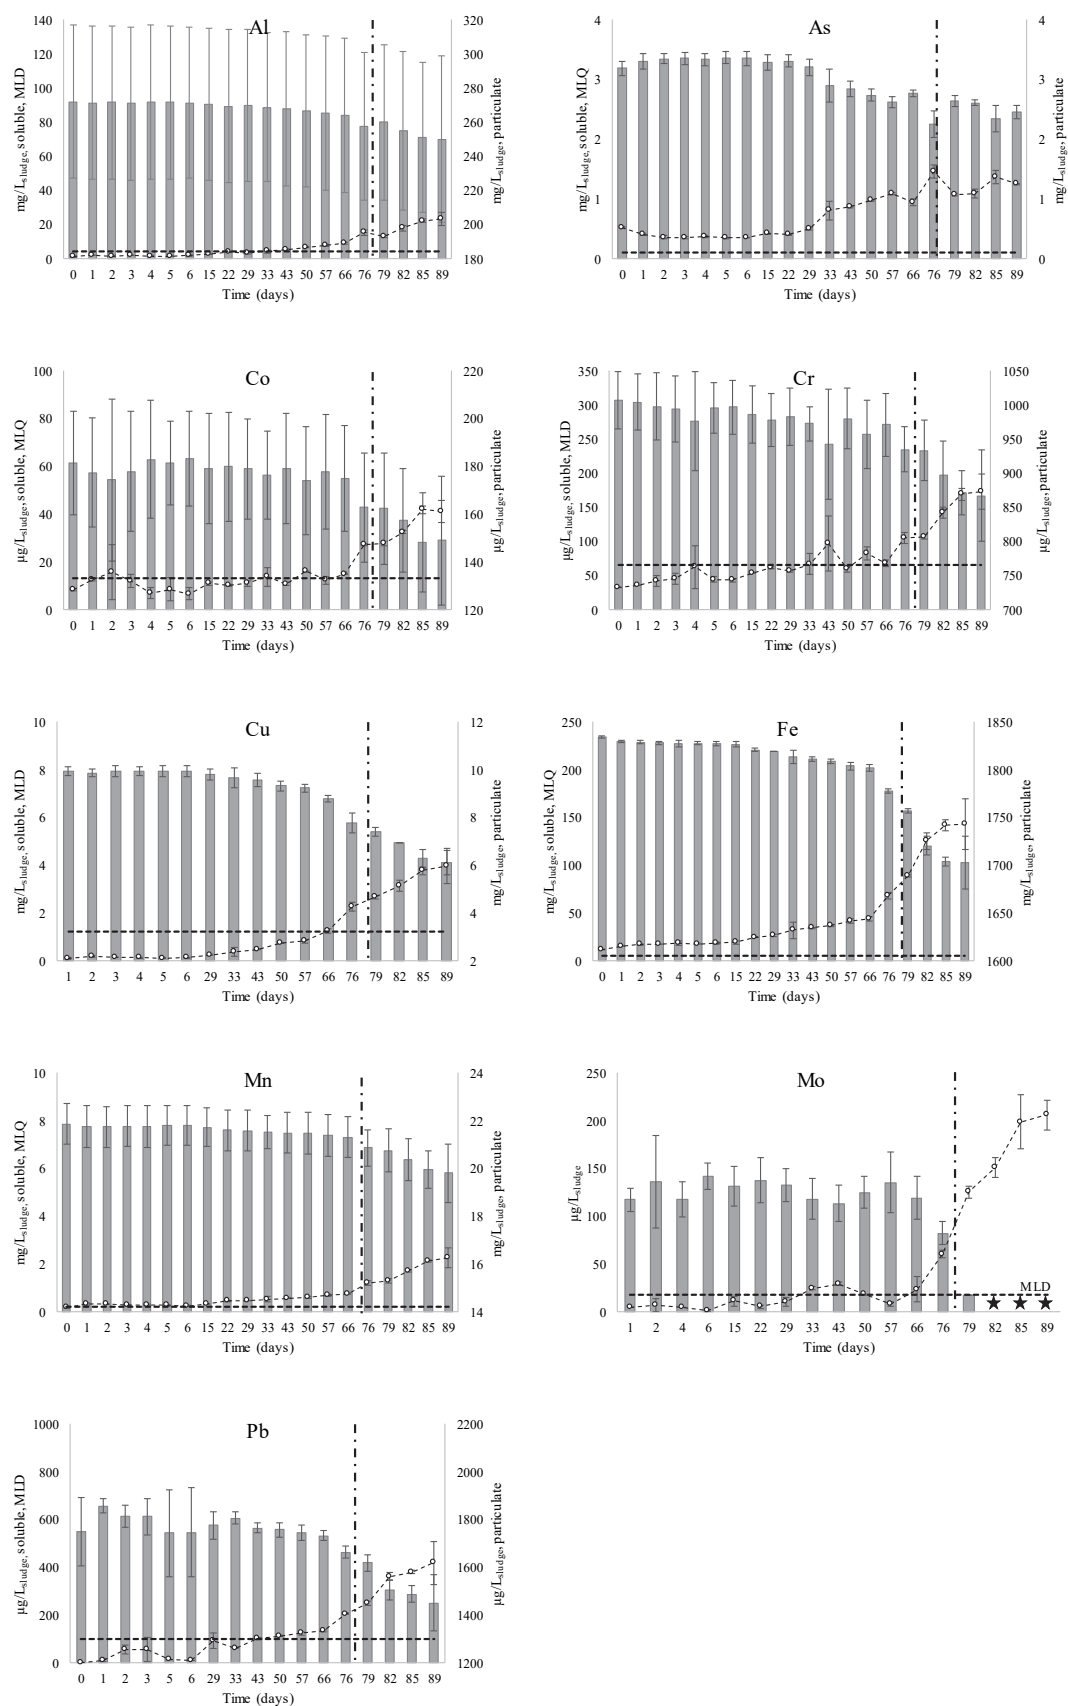 Al
mg/Lsludge, soluble, MLD
140
120
100
80
60
40
20
0
320
300
280
260
240
220
200
180
mg/Lsludge, particulate
0 1 2 3 4 5 6 15 22 29 33 43 50 57 66 76 79 82 85 89
Time (days)
As
mg/Lsludge, soluble, MLQ
4
3
2
1
0
4
3
2
1
0
mg/Lsludge, particulate
0 1 2 3 4 5 6 15 22 29 33 43 50 57 66 76 79 82 85 89
Time (days)
Co
µg/Lsludge, soluble, MLQ
100
80
60
40
20
0
220
200
180
160
140
120
µg/Lsludge, particulate
0 1 2 3 4 5 6 15 22 29 33 43 50 57 66 76 79 82 85 89
Time (days)
Cr
µg/Lsludge, soluble, MLD
350
300
250
200
150
100
50
0
1050
1000
950
900
850
800
750
700
µg/Lsludge, particulate
0 1 2 3 4 5 6 15 22 29 33 43 50 57 66 76 79 82 85 89
Time (days)
Cu
mg/Lsludge, soluble, MLD
10
8
6
4
2
0
12
10
8
6
4
2
mg/Lsludge, particulate
1 2 3 4 5 6 29 33 43 50 57 66 76 79 82 85 89
Time (days)
Fe
mg/Lsludge, soluble, MLQ
250
200
150
100
50
0
1850
1800
1750
1700
1650
1600
mg/Lsludge, particulate
0 1 2 3 4 5 6 15 22 29 33 43 50 57 66 76 79 82 85 89
Time (days)
Mn
mg/Lsludge, soluble, MLQ
10
8
6
4
2
0
24
22
20
18
16
14
mg/Lsludge, particulate
0 1 2 3 4 5 6 15 22 29 33 43 50 57 66 76 79 82 85 89
Time (days)
Mo
µg/Lsludge
250
200
150
100
50
0
MLD
1 2 4 6 15 22 29 33 43 50 57 66 76 79 82 85 89
Time (days)
Pb
µg/Lsludge, soluble, MLD
1000
800
600
400
200
0
2200
2000
1800
1600
1400
1200
µg/Lsludge, particulate
0 1 2 3 5 6 29 33 43 50 57 66 76 79 82 85 89
Time (days)